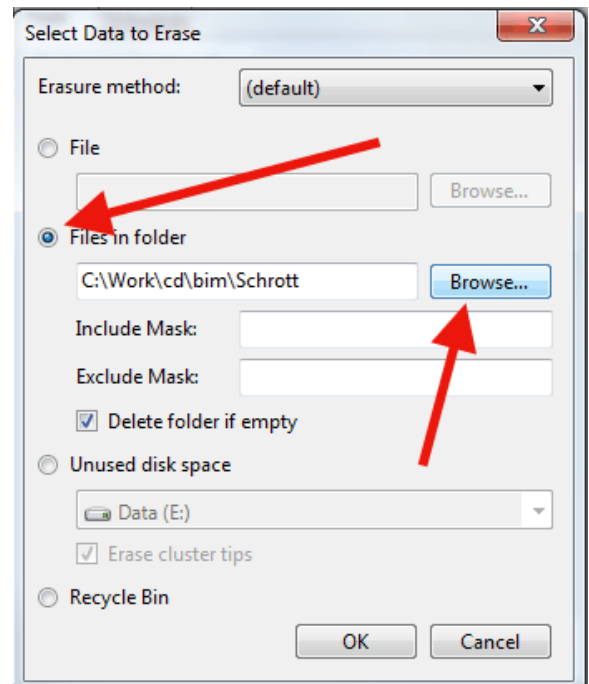 Select Data to Erase
Erasure method: (default)
File
Browse...
Files in folder
C:\Work\cd\bim\Schrott Browse...
Include Mask:
Exclude Mask:
Delete folder if empty
Unused disk space
Data (E:)
Erase cluster tips
Recycle Bin
OK Cancel